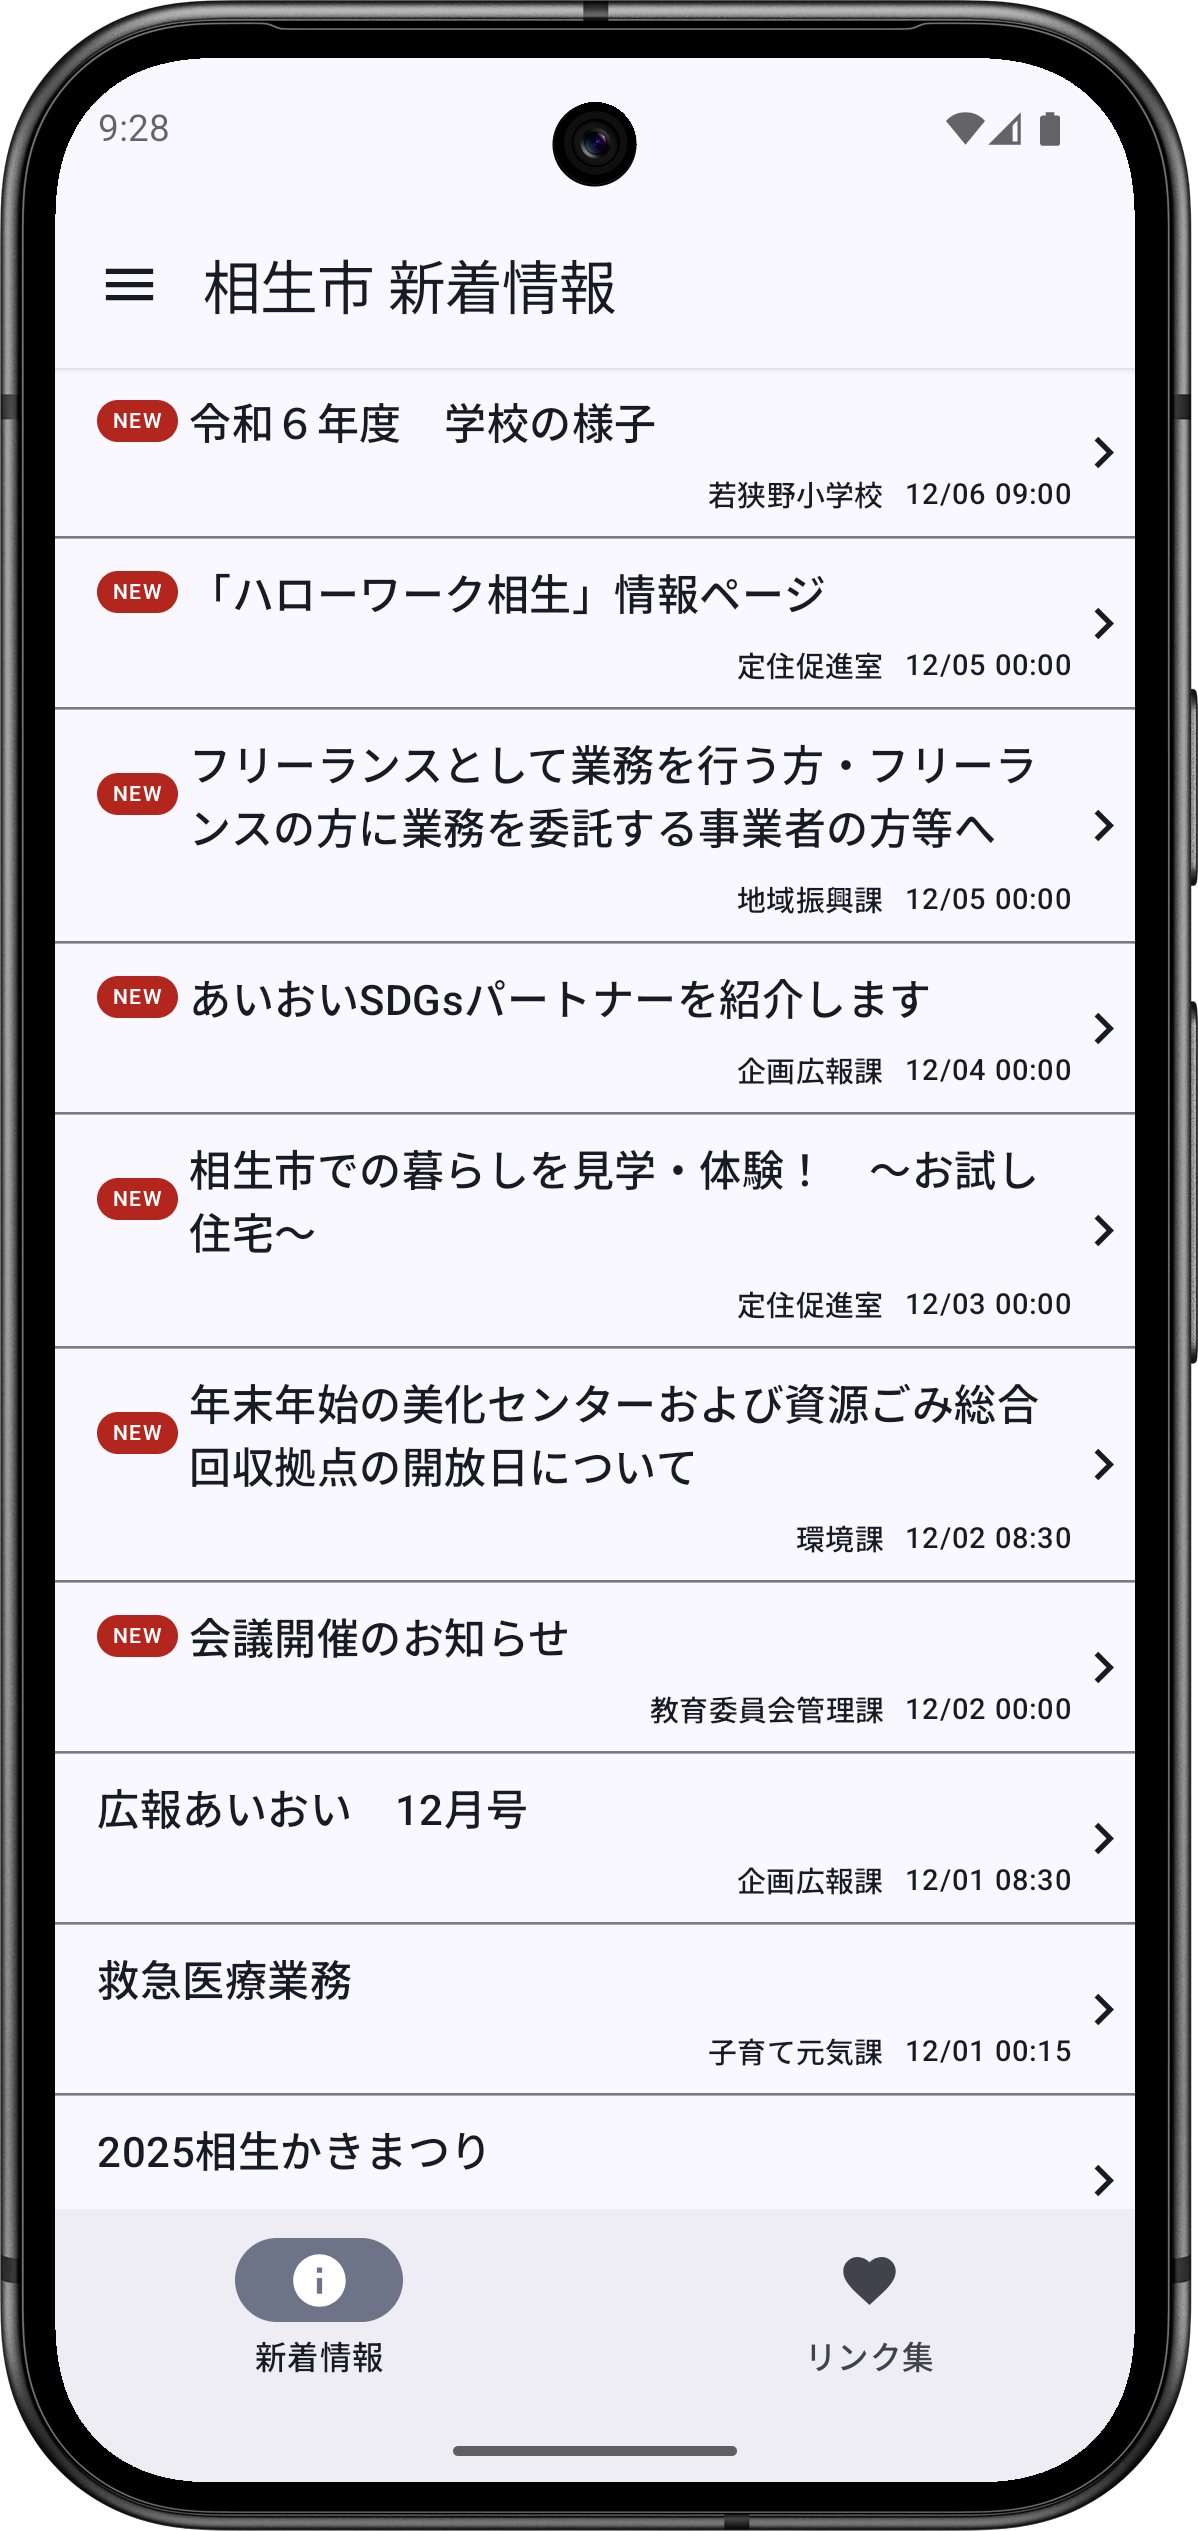 9:28
相生市 新着情報
NEW 令和６年度　学校の様子
若狭野小学校 12/06 09:00
NEW 「ハローワーク相生」情報ページ
定住促進室 12/05 00:00
NEW フリーランスとして業務を行う方・フリーラ
ンスの方に業務を委託する事業者の方等へ
地域振興課 12/05 00:00
NEW あいおいSDGsパートナーを紹介します
企画広報課 12/04 00:00
NEW 相生市での暮らしを見学・体験！　～お試し
住宅～
定住促進室 12/03 00:00
NEW 年末年始の美化センターおよび資源ごみ総合
回収拠点の開放日について
環境課 12/02 08:30
NEW 会議開催のお知らせ
教育委員会管理課 12/02 00:00
広報あいおい　12月号
企画広報課 12/01 08:30
救急医療業務
子育て元気課 12/01 00:15
2025相生かきまつり
新着情報
リンク集